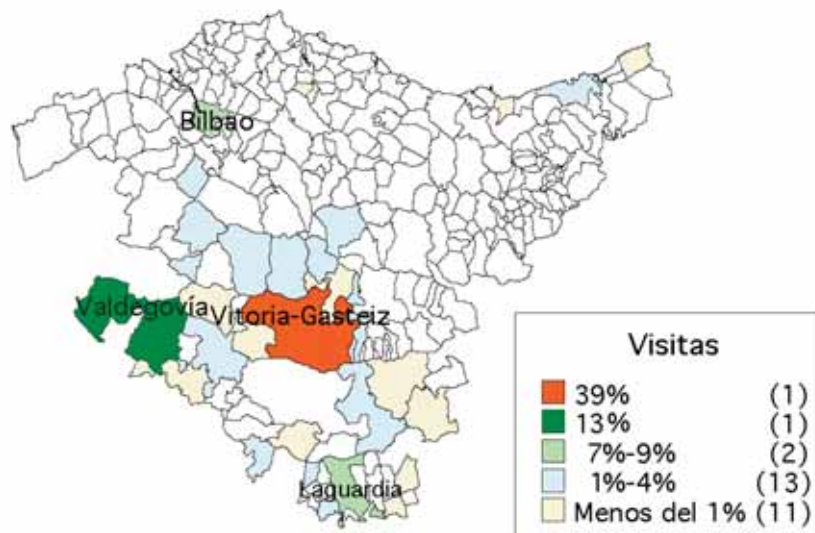 Bilbao
Valdegovía
Vitoria-Gasteiz
Laguardia
Visitas
39% (1)
13% (1)
7%-9% (2)
1%-4% (13)
Menos del 1% (11)